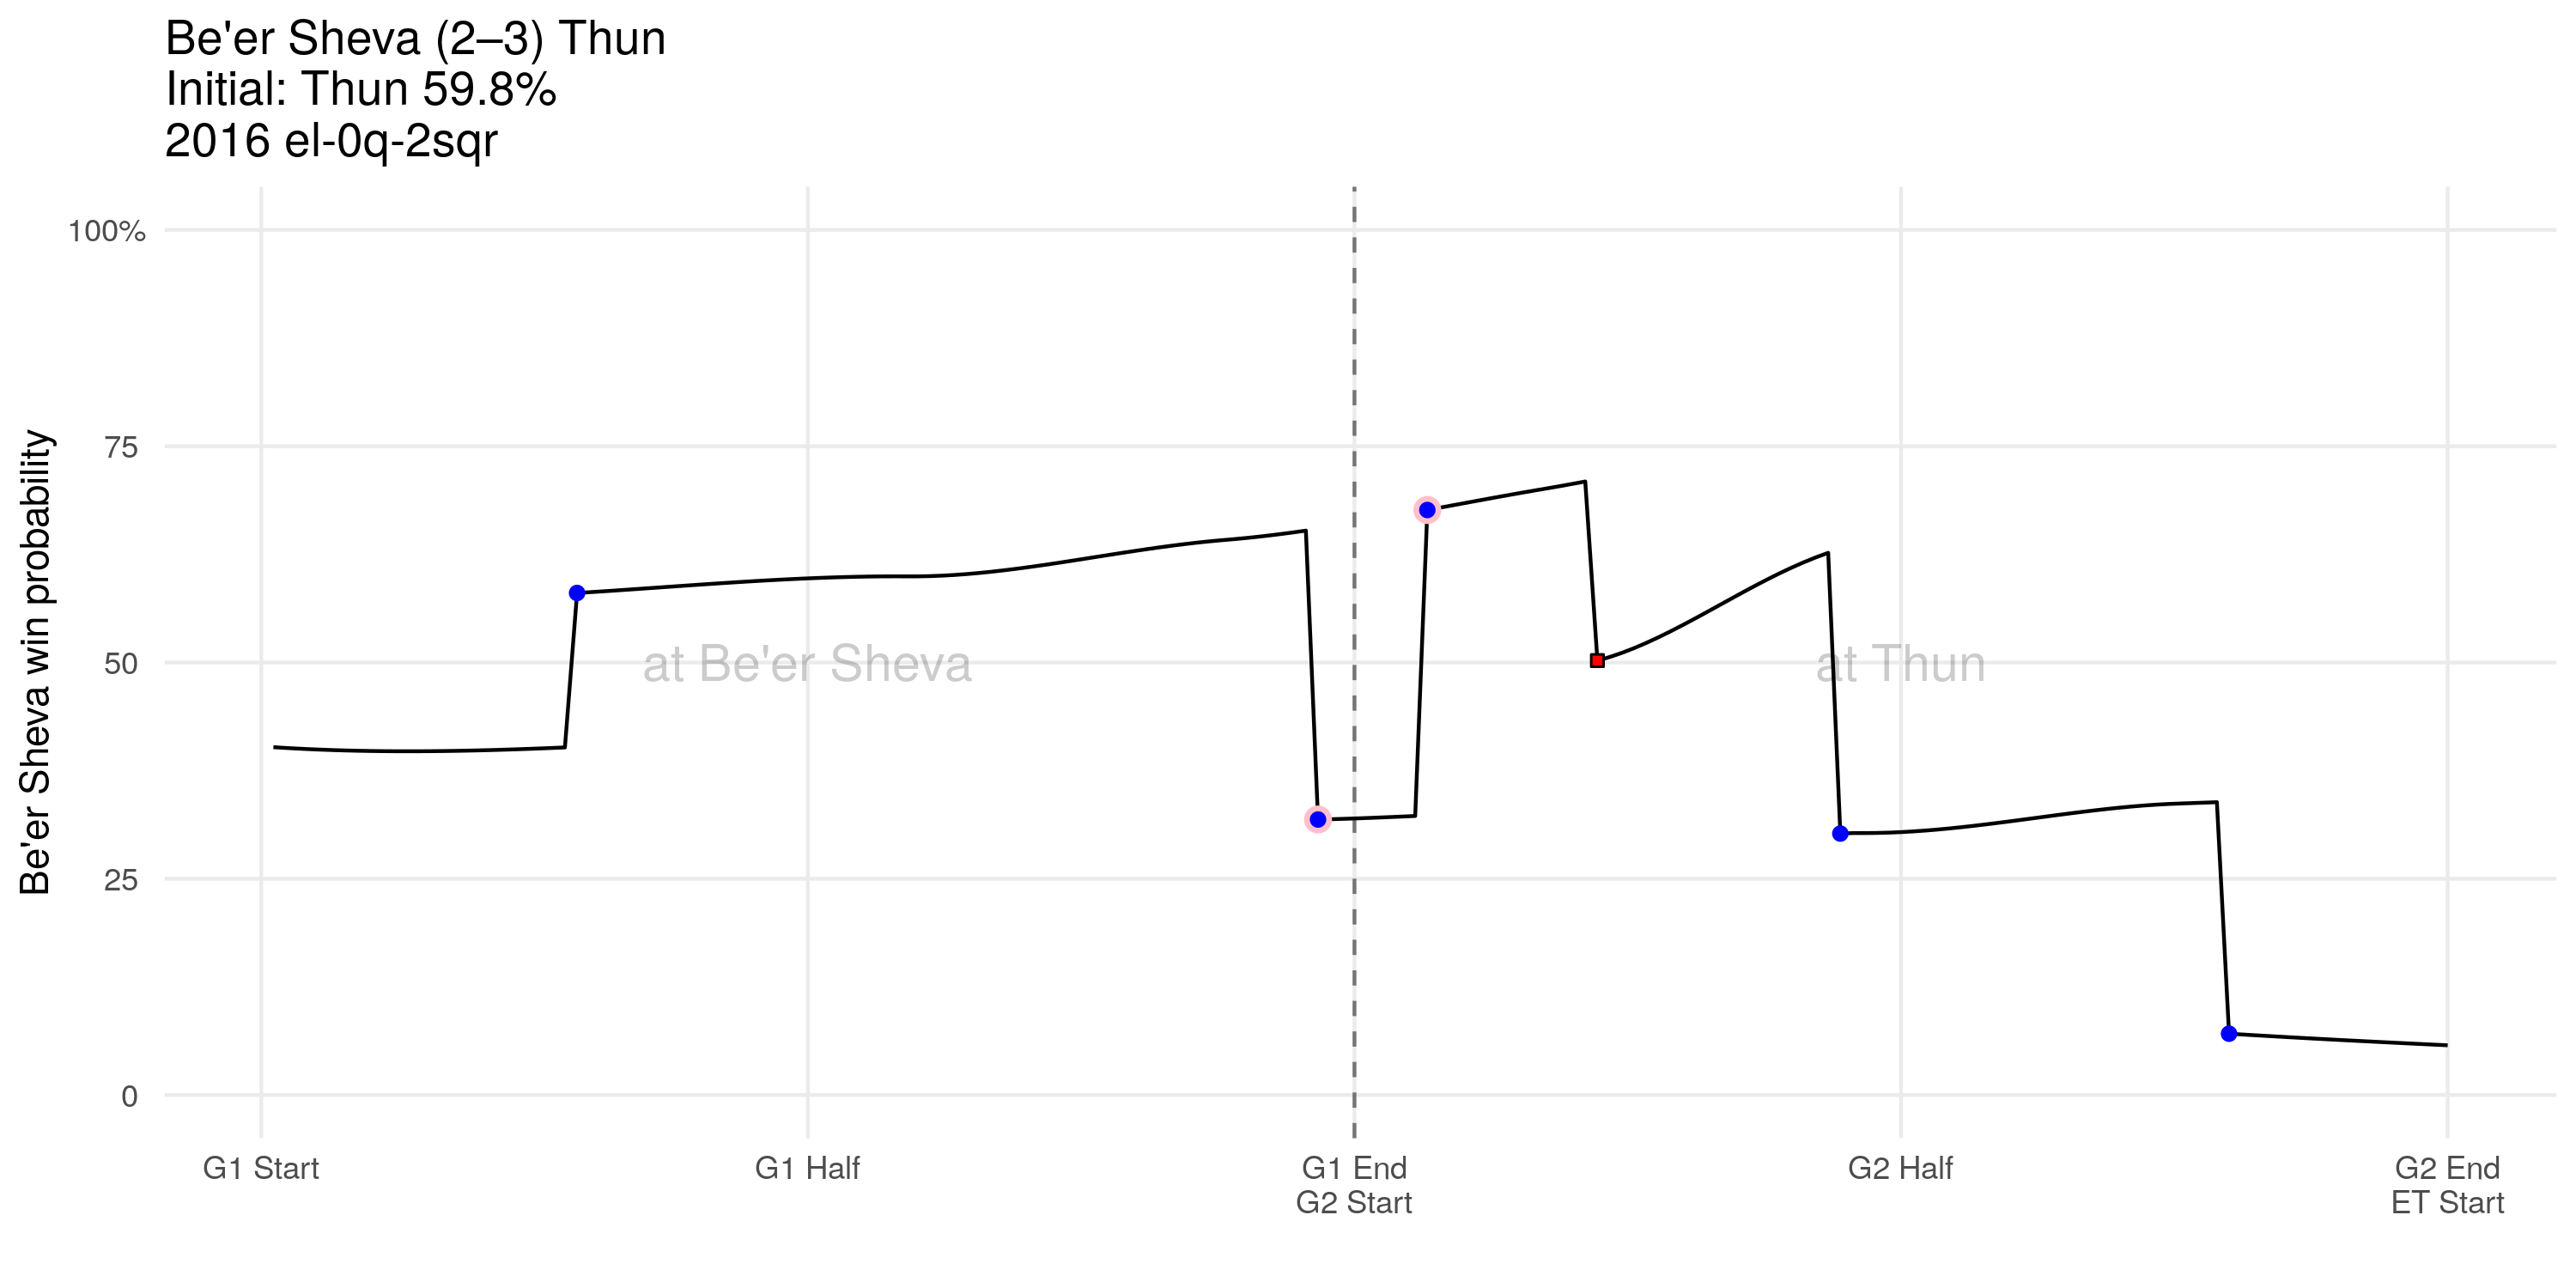 Be'er Sheva (2–3) Thun
Initial: Thun 59.8%
2016 el-0q-2sqr
Be'er Sheva win probability
100%
75
50
25
0
at Be'er Sheva
at Thun
G1 Start
G1 Half
G1 End
G2 Start
G2 Half
G2 End
ET Start